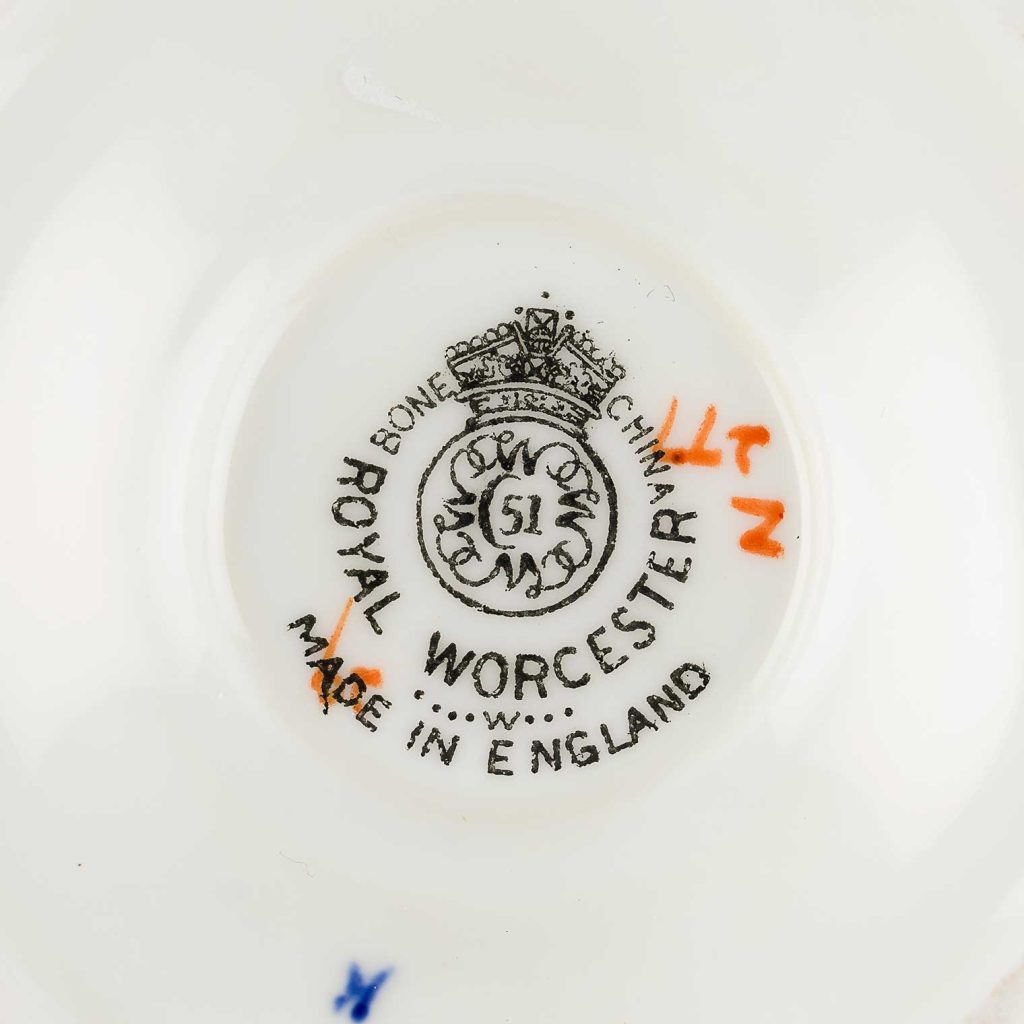 BONE CHINA
51
ROYAL WORCESTER
....W...
MADE IN ENGLAND
N